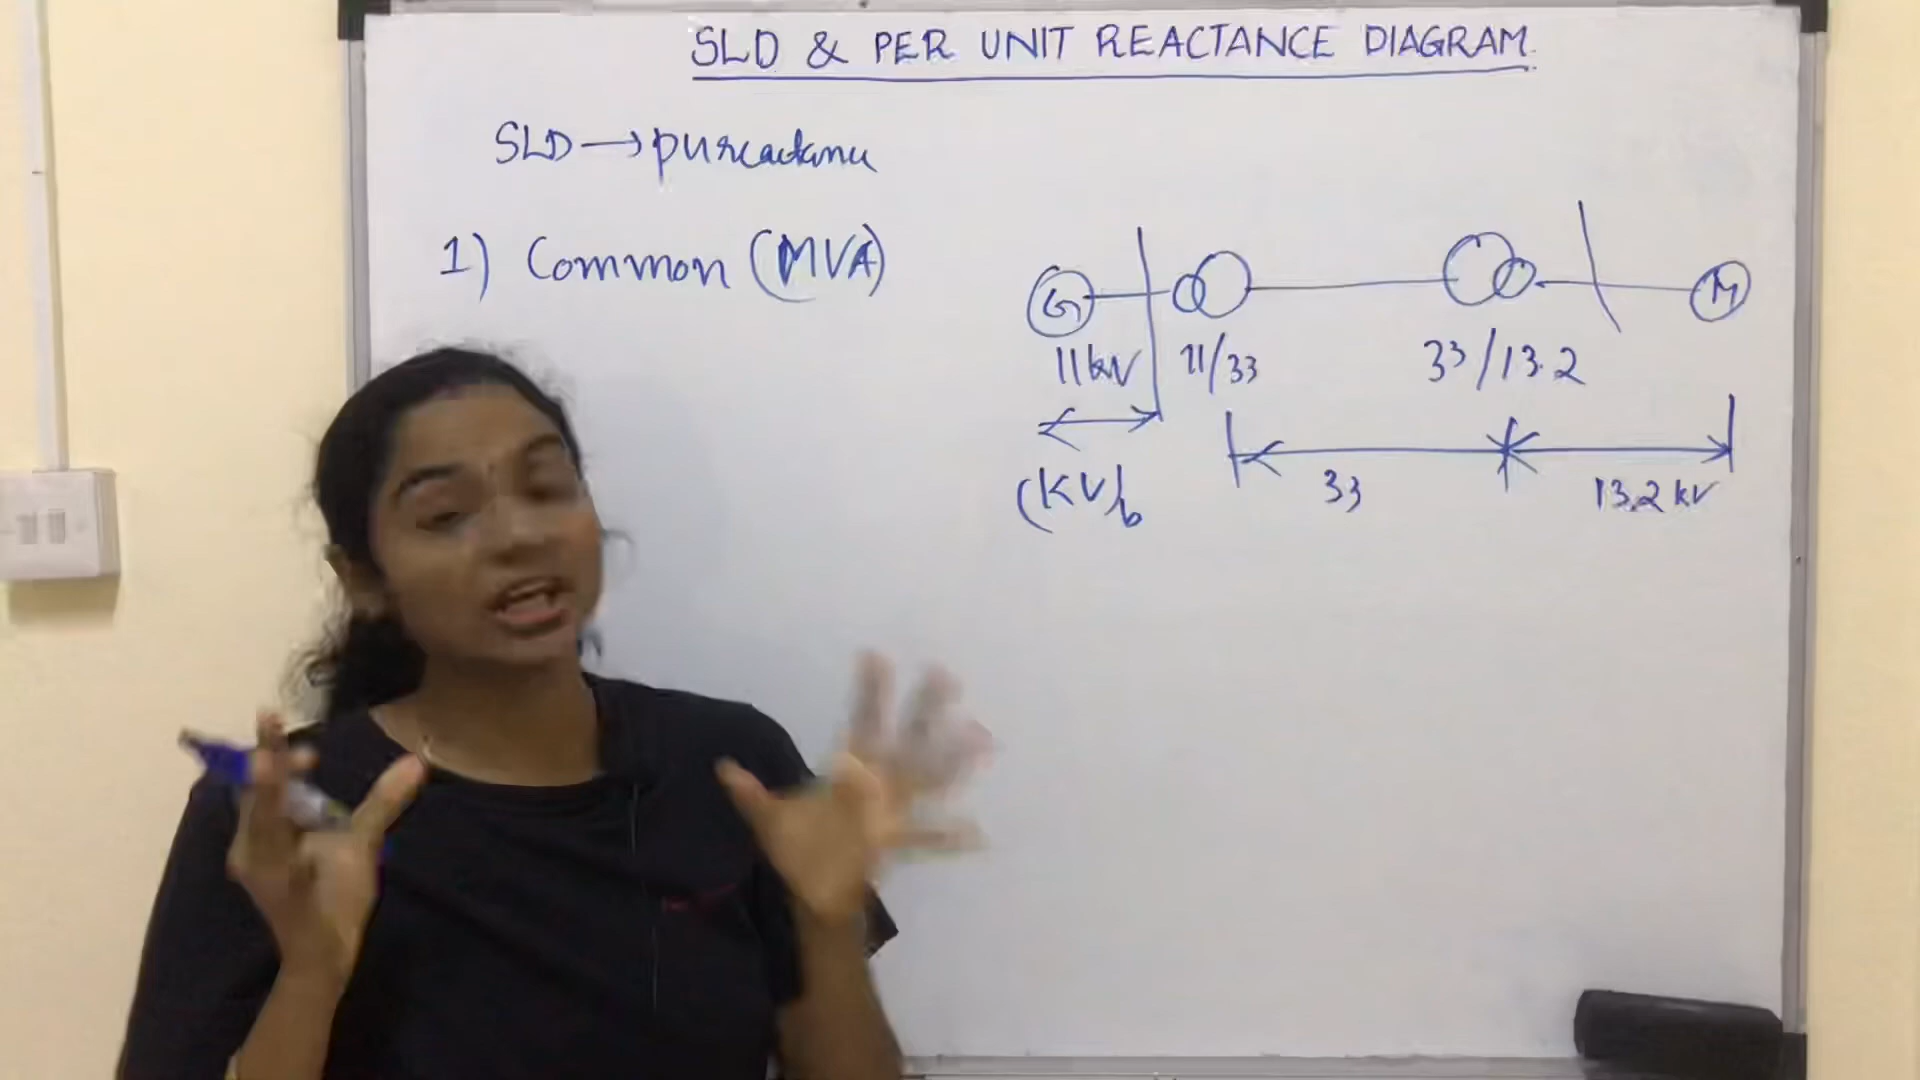 SLD & PER UNIT REACTANCE DIAGRAM
SLD → pu reactance
1) Common (MVA)
G M
11kV 11/33 33/13.2
(KV)b 33 13.2 kV